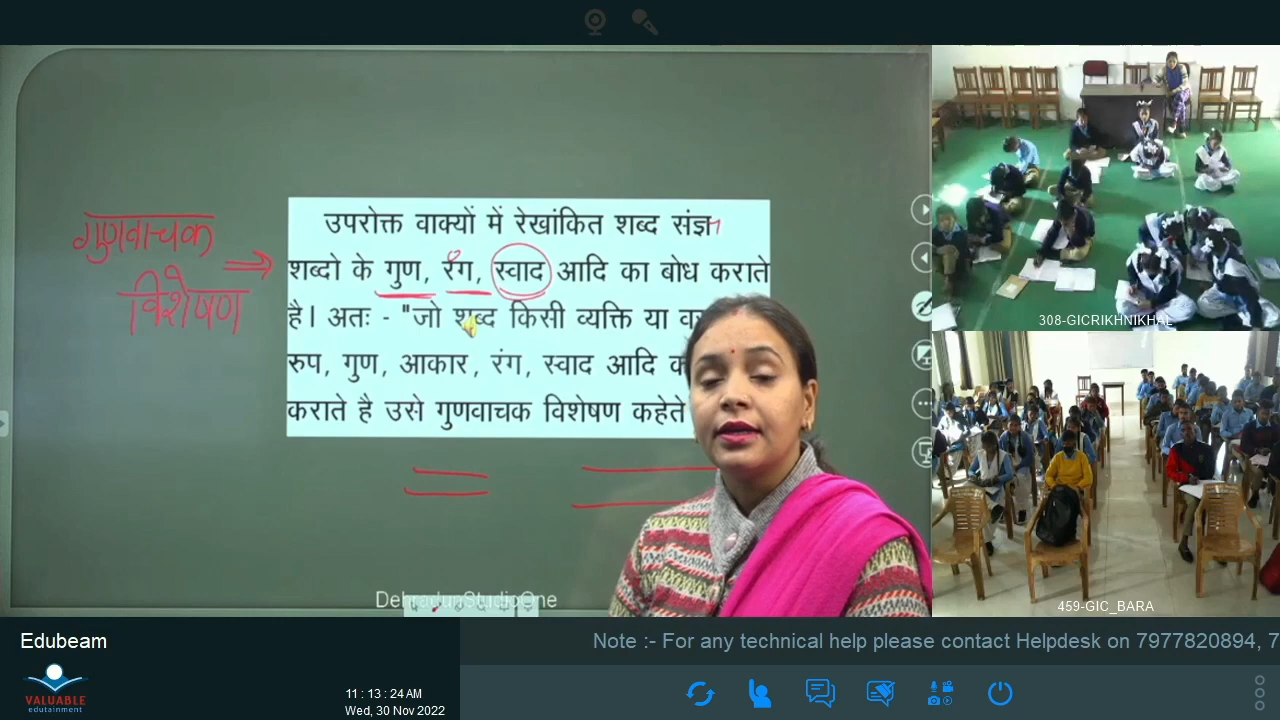 गुणवाचक
विशेषण
उपरोक्त वाक्यों में रेखांकित शब्द संज्ञा
शब्दो के गुण, रंग, स्वाद आदि का बोध कराते
है। अतः - "जो शब्द किसी व्यक्ति या
रुप, गुण, आकार, रंग, स्वाद आदि
कराते है उसे गुणवाचक विशेषण कहेते
DehradunStudioOne
308-GICRIKHNIKHAL
459-GIC_BARA
Edubeam
Note :- For any technical help please contact Helpdesk on 7977820894, 7
VALUABLE
edutainment
11 : 13 : 24 AM
Wed, 30 Nov 2022